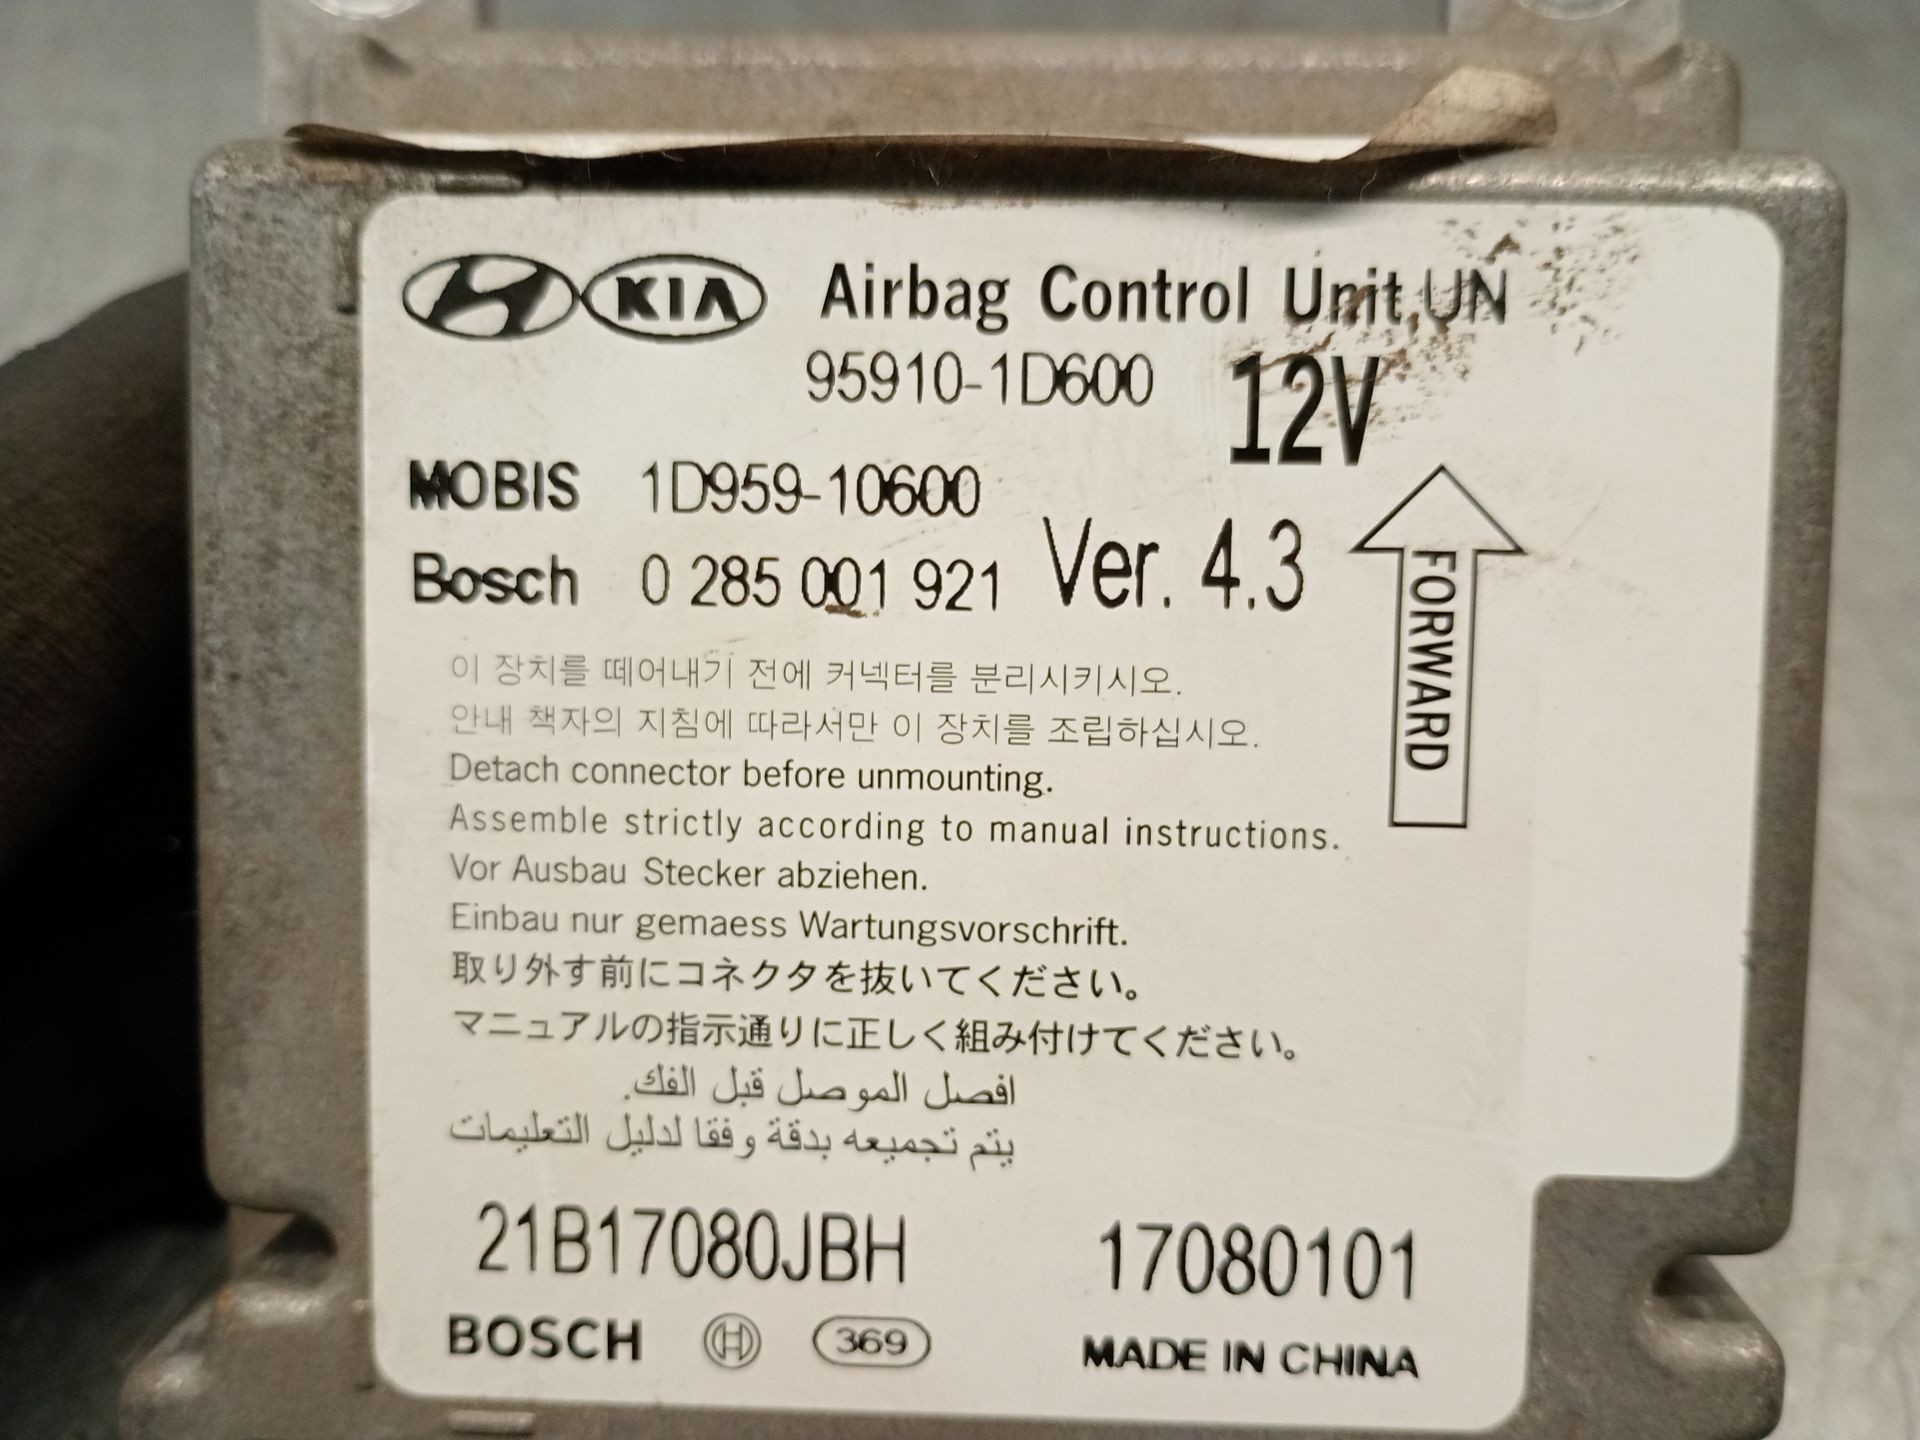 KIA Airbag Control Unit UN
95910-1D600
12V
MOBIS 1D959-10600
Bosch 0 285 001 921 Ver. 4.3
FORWARD
이 장치를 떼어내기 전에 커넥터를 분리시키시오.
안내 책자의 지침에 따라서만 이 장치를 조립하십시오.
Detach connector before unmounting.
Assemble strictly according to manual instructions.
Vor Ausbau Stecker abziehen.
Einbau nur gemaess Wartungsvorschrift.
取り外す前にコネクタを抜いてください。
マニュアルの指示通りに正しく組み付けてください。
افصل الموصل قبل الفك.
يتم تجميعه بدقة وفقا لدليل التعليمات
21B17080JBH 17080101
BOSCH 369 MADE IN CHINA